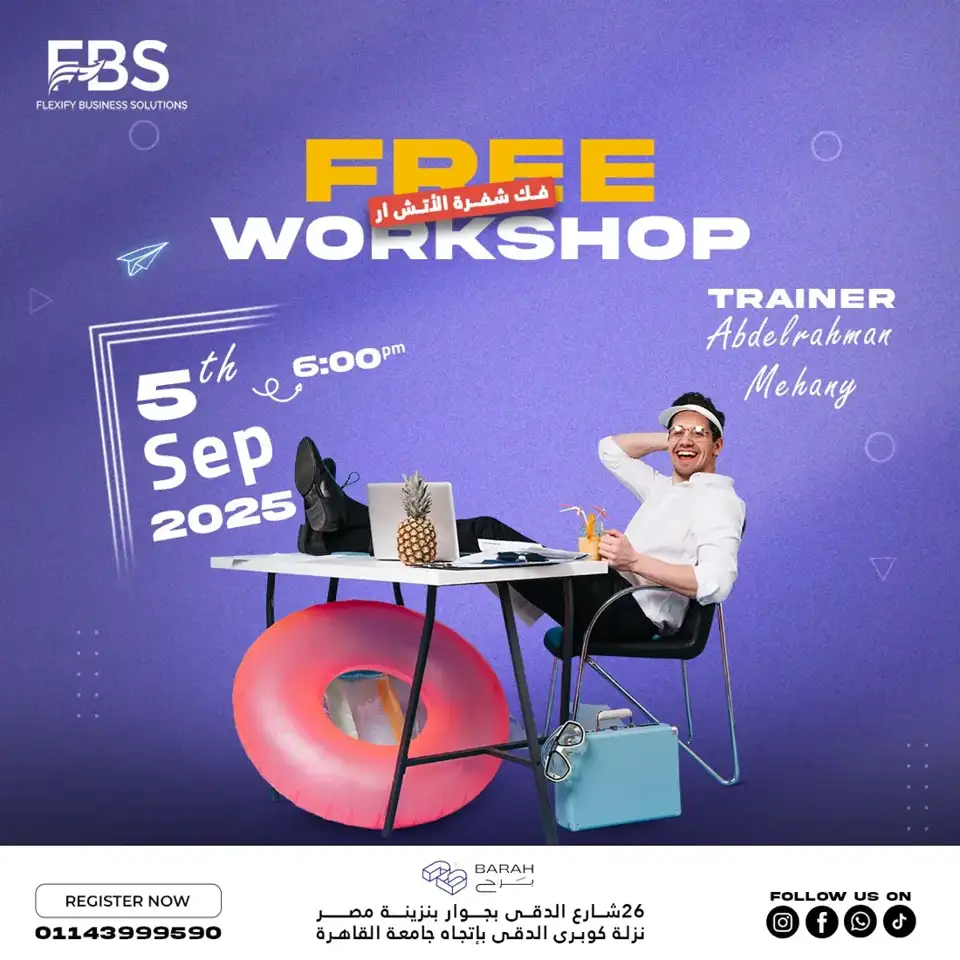 FBS
FLEXIFY BUSINESS SOLUTIONS
FREE
فك شفرة الأتش ار
WORKSHOP
TRAINER
Abdelrahman
Mehany
5th
6:00pm
Sep
2025
BARAH
بَرح
REGISTER NOW
01143999590
26شارع الدقى بجوار بنزينة مصر
نزلة كوبرى الدقى بإتجاه جامعة القاهرة
FOLLOW US ON